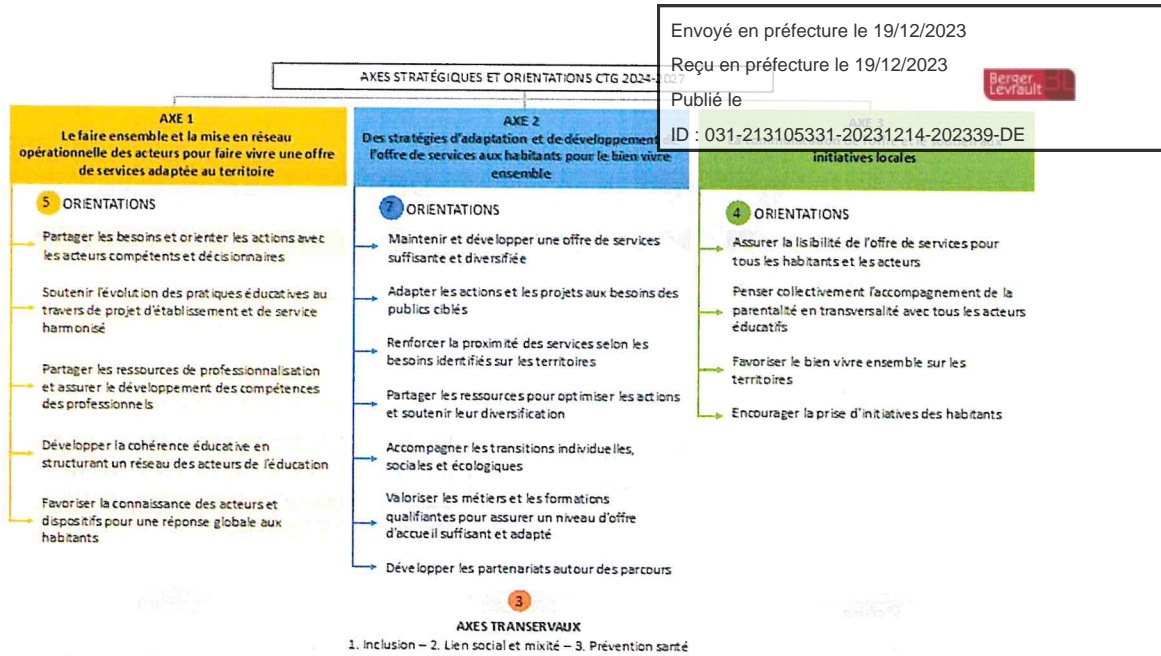 Envoyé en préfecture le 19/12/2023
Reçu en préfecture le 19/12/2023
Publié le
ID : 031-213105331-20231214-202339-DE
Berger
Levrault
AXES STRATÉGIQUES ET ORIENTATIONS CTG 2024-2027
AXE 1
Le faire ensemble et la mise en réseau
opérationnelle des acteurs pour faire vivre une offre
de services adaptée au territoire
5 ORIENTATIONS
Partager les besoins et orienter les actions avec
les acteurs compétents et décisionnaires
Soutenir l'évolution des pratiques éducatives au
travers de projet d'établissement et de service
harmonisé
Partager les ressources de professionnalisation
et assurer le développement des compétences
des professionnels
Développer la cohérence éducative en
structurant un réseau des acteurs de l'éducation
Favoriser la connaissance des acteurs et
dispositifs pour une réponse globale aux
habitants
AXE 2
Des stratégies d'adaptation et de développement de
l'offre de services aux habitants pour le bien vivre
ensemble
7 ORIENTATIONS
Maintenir et développer une offre de services
suffisante et diversifiée
Adapter les actions et les projets aux besoins des
publics ciblés
Renforcer la proximité des services selon les
besoins identifiés sur les territoires
Partager les ressources pour optimiser les actions
et soutenir leur diversification
Accompagner les transitions individuelles,
sociales et écologiques
Valoriser les métiers et les formations
qualifiantes pour assurer un niveau d'offre
d'accueil suffisant et adapté
Développer les partenariats autour des parcours
AXE 3
initiatives locales
4 ORIENTATIONS
Assurer la lisibilité de l'offre de services pour
tous les habitants et les acteurs
Penser collectivement l'accompagnement de la
parentalité en transversalité avec tous les acteurs
éducatifs
Favoriser le bien vivre ensemble sur les
territoires
Encourager la prise d'initiatives des habitants
3
AXES TRANSERVAUX
1. Inclusion – 2. Lien social et mixité – 3. Prévention santé